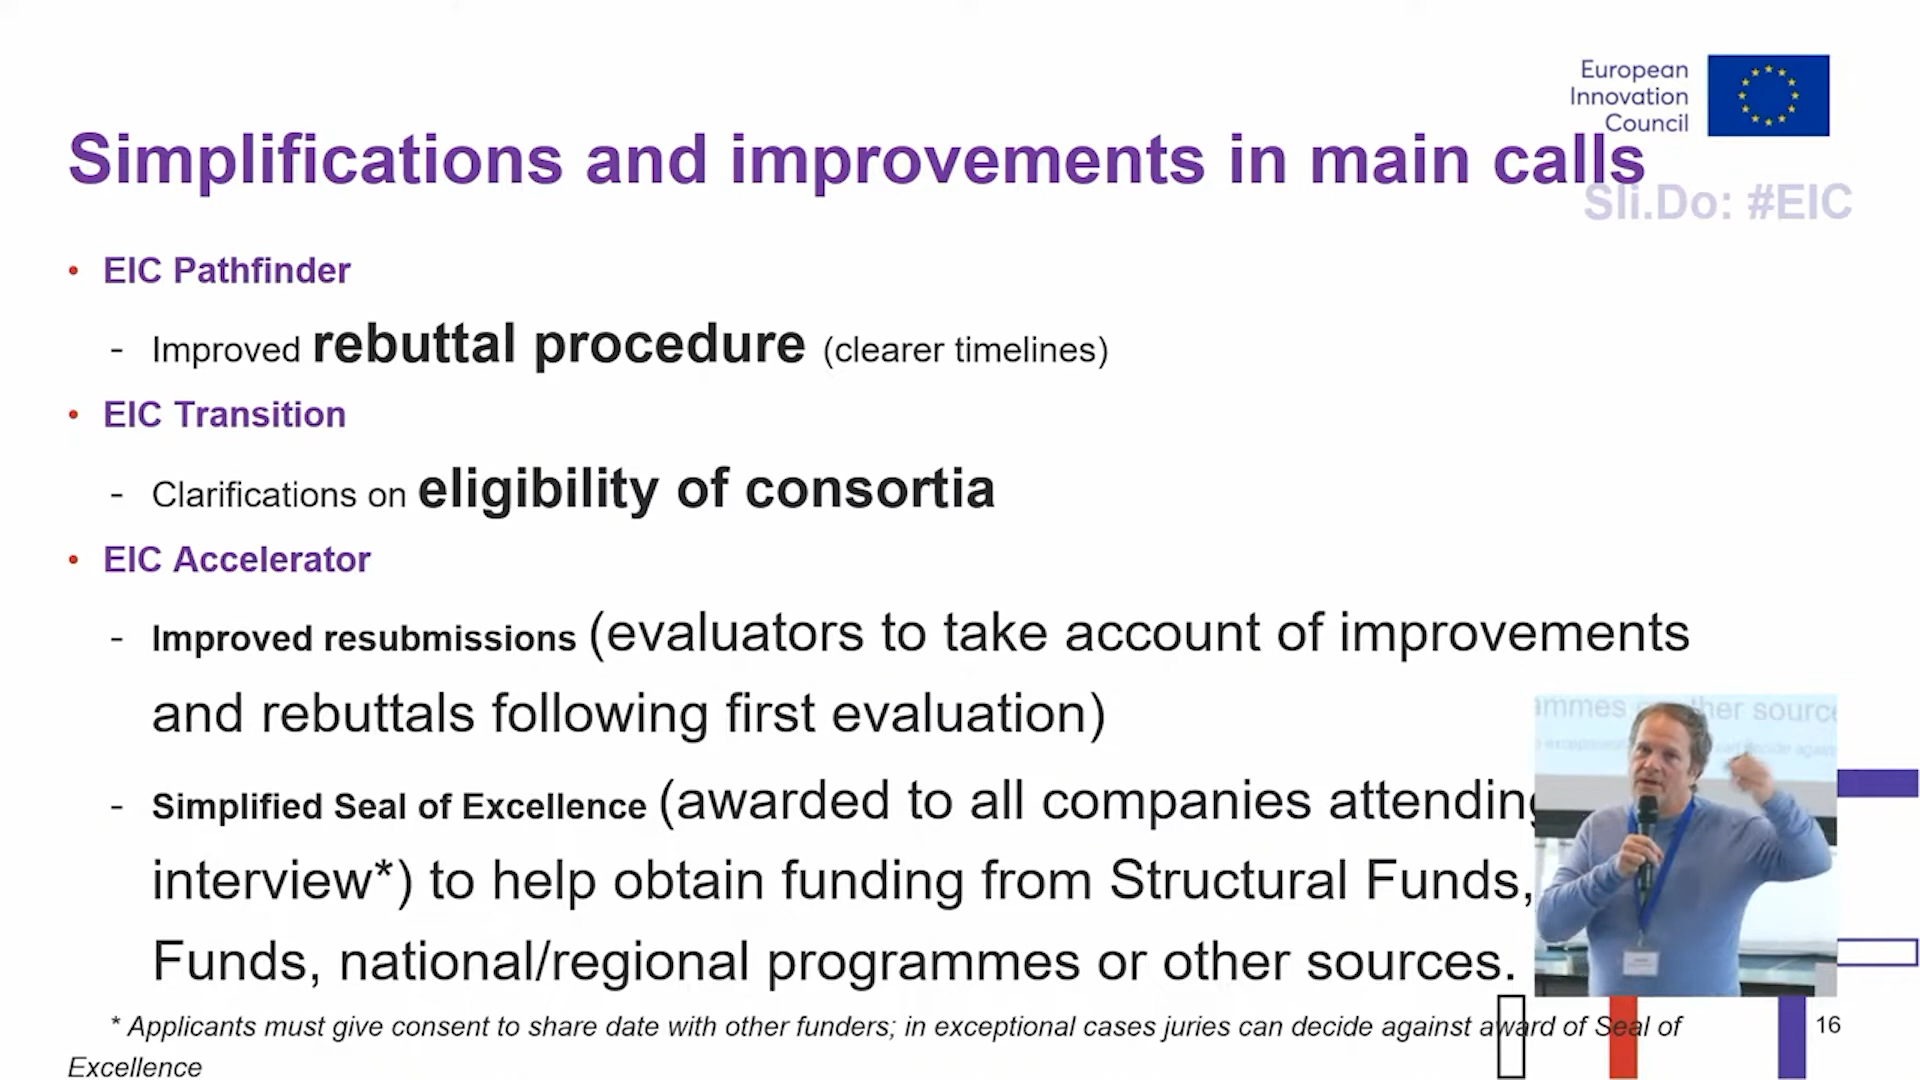 European
Innovation
Council
Simplifications and improvements in main calls
Sli.Do: #EIC
• EIC Pathfinder
- Improved rebuttal procedure (clearer timelines)
• EIC Transition
- Clarifications on eligibility of consortia
• EIC Accelerator
- Improved resubmissions (evaluators to take account of improvements
and rebuttals following first evaluation)
- Simplified Seal of Excellence (awarded to all companies attending
interview*) to help obtain funding from Structural Funds,
Funds, national/regional programmes or other sources.
* Applicants must give consent to share date with other funders; in exceptional cases juries can decide against award of Seal of
Excellence
16